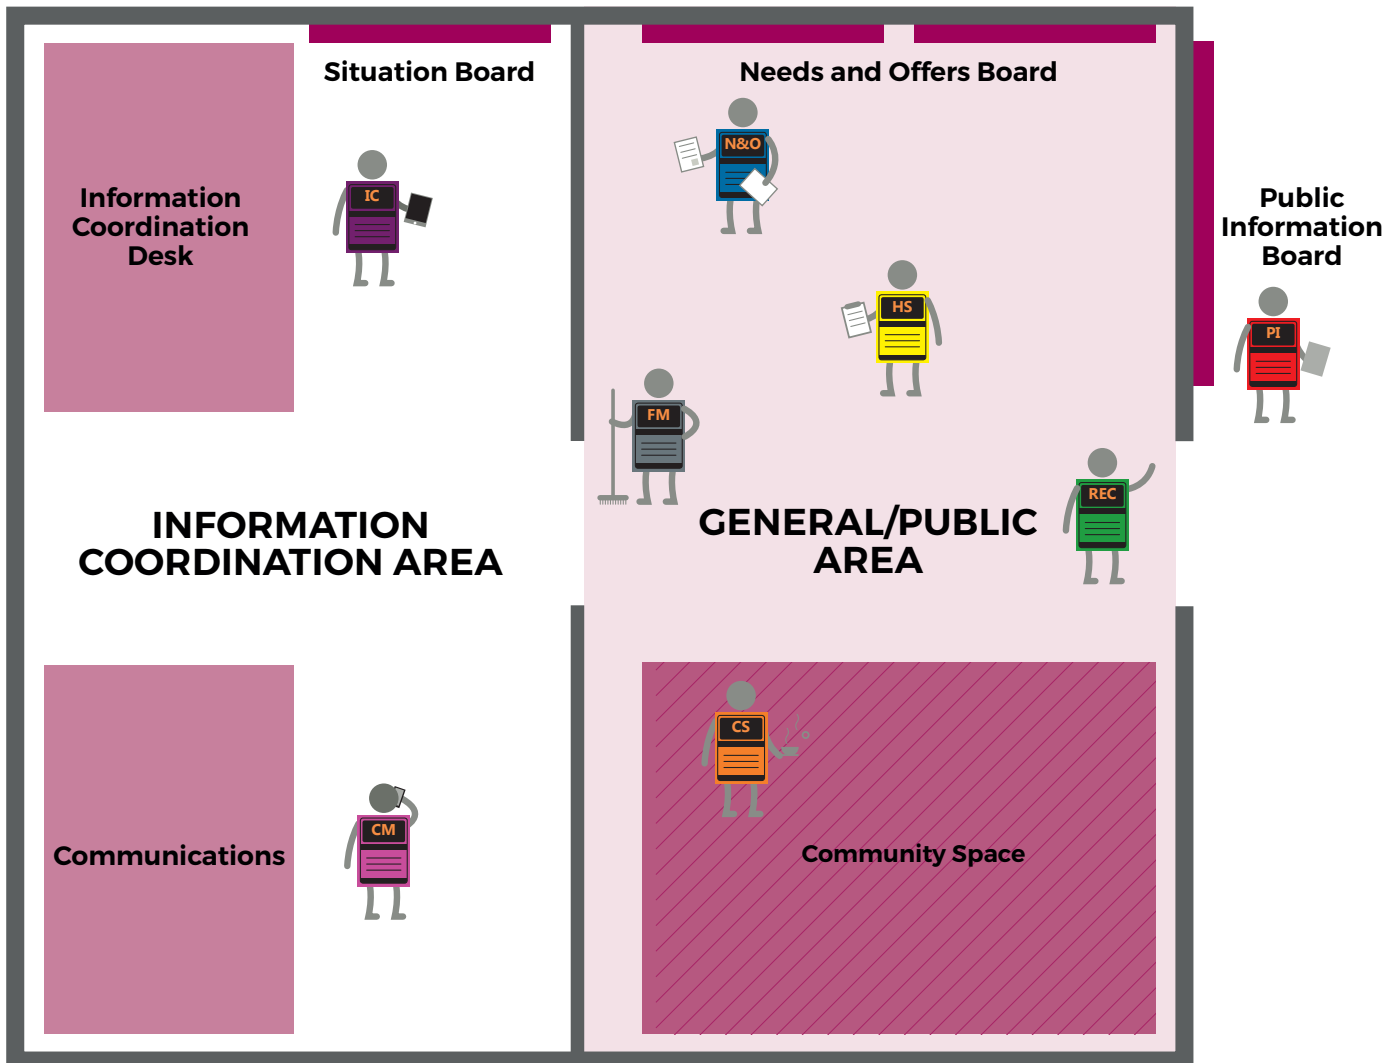 Situation Board
Needs and Offers Board
N&O
Information
Coordination
Desk
IC
Public
Information
Board
HS
PI
FM
REC
INFORMATION
COORDINATION AREA
GENERAL/PUBLIC
AREA
CS
CM
Communications
Community Space